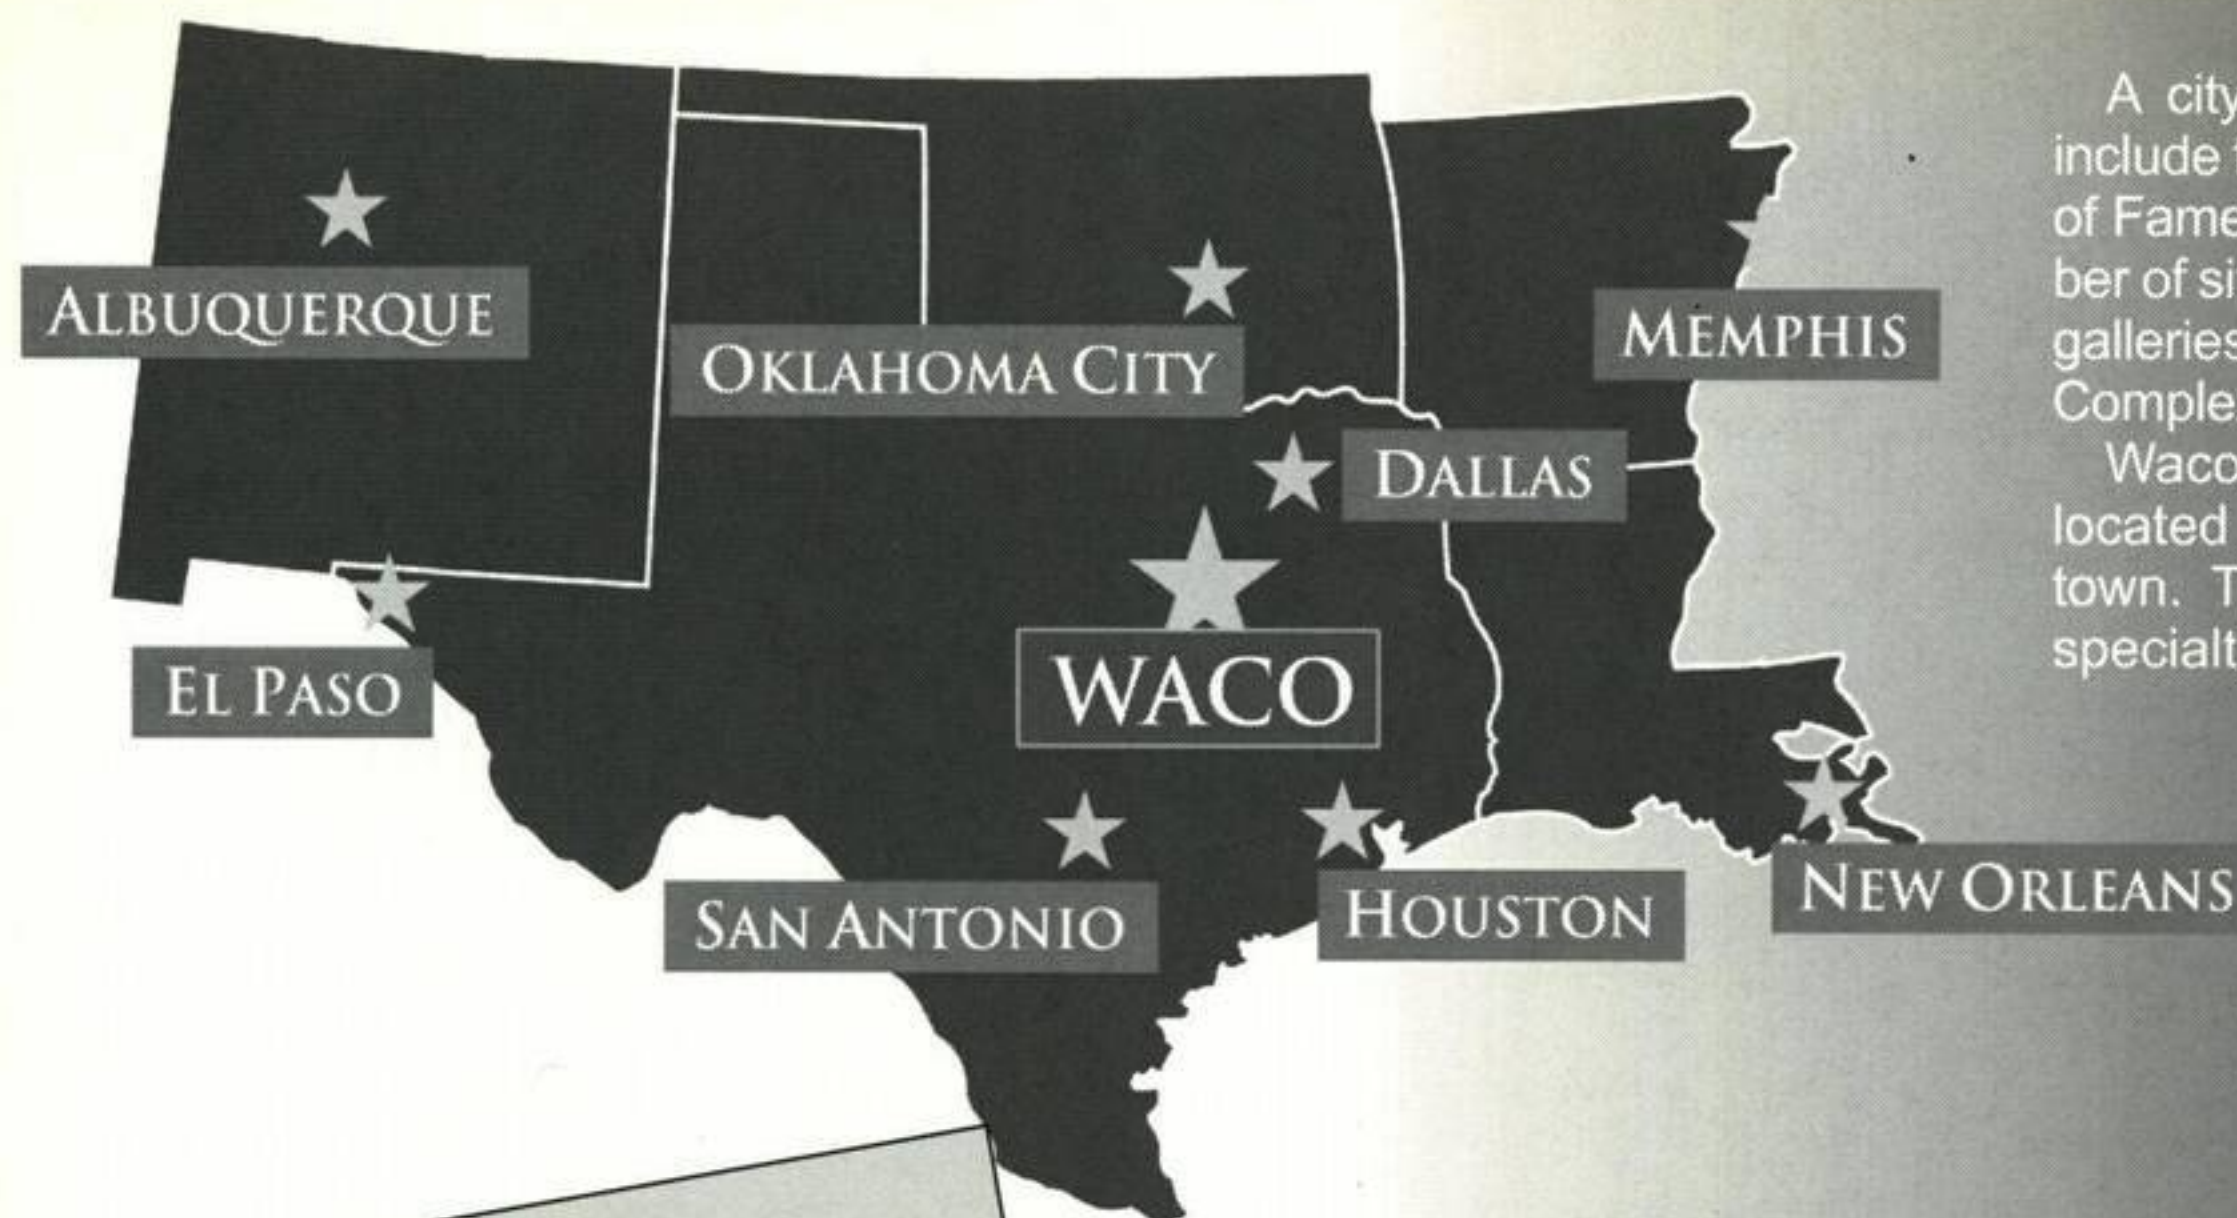 ALBUQUERQUE
OKLAHOMA CITY
MEMPHIS
DALLAS
WACO
EL PASO
SAN ANTONIO
HOUSTON
NEW ORLEANS
A city
include
of Fame
ber of
galleries
Waco
located
town.